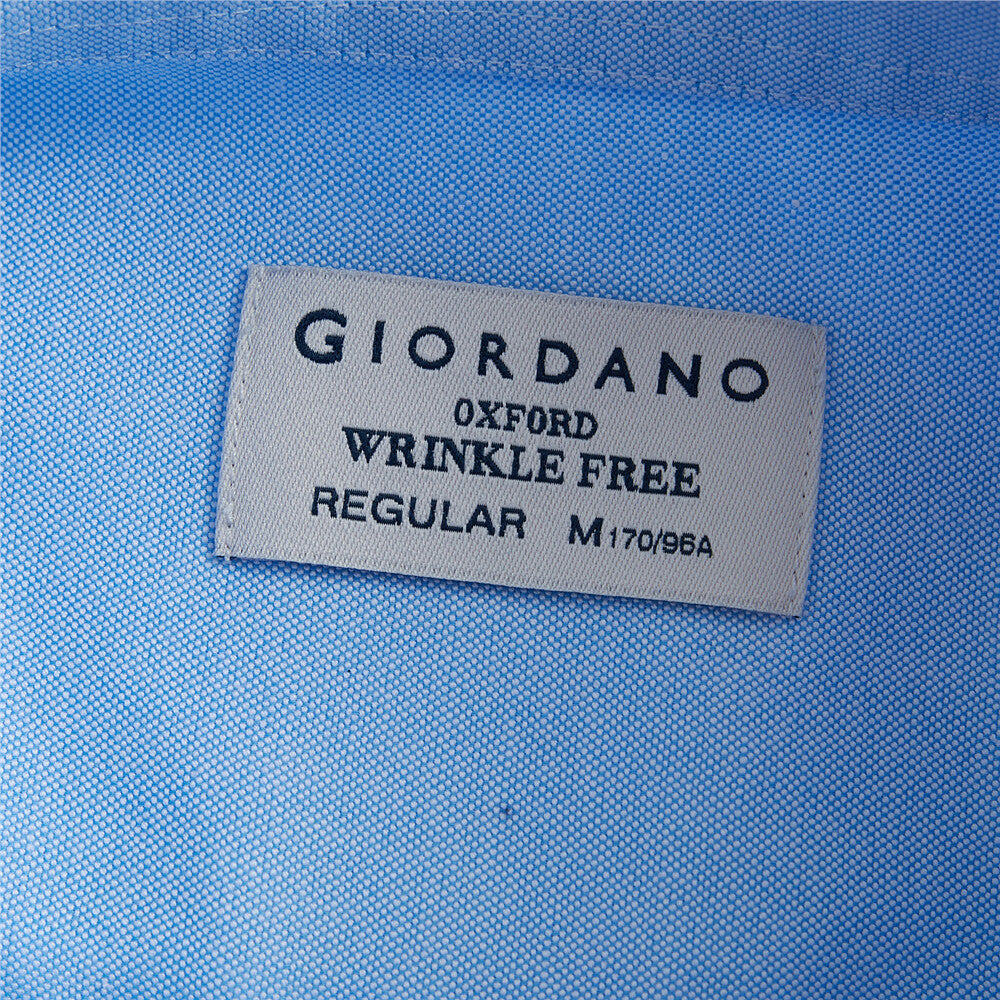 GIORDANO
OXFORD
WRINKLE FREE
REGULAR M170/96A